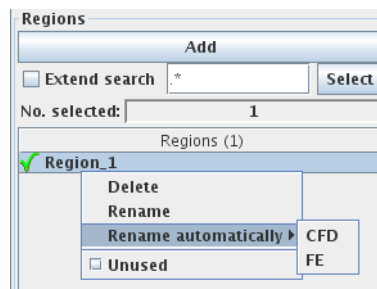 Regions
Add
Extend search .* Select
No. selected: 1
Regions (1)
Region_1
Delete
Rename
Rename automatically CFD
FE
Unused